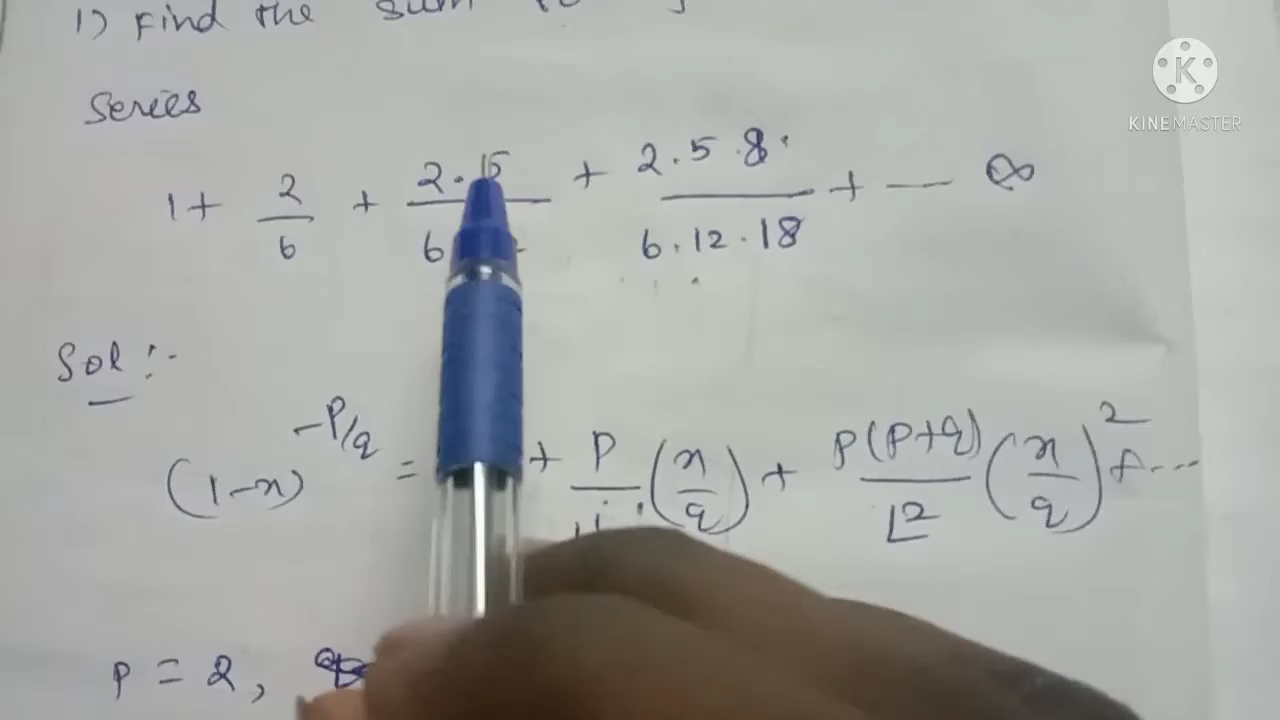 1) Find the sum
KINEMASTER
Series
1 + 2/6 + 2.5/6 + 2.5.8./6.12.18 + — ∞
Sol :-
(1-x)^-P/q = + P/⌊1 (x/q) + P(P+q)/⌊2 (x/q)^2 + ...
P = 2,